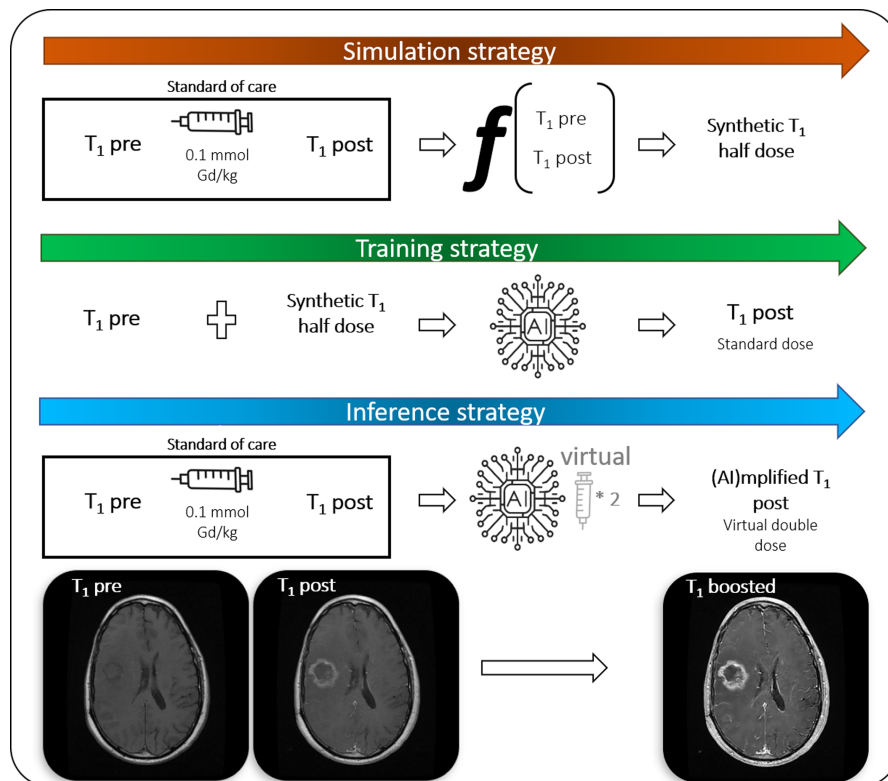 Simulation strategy
Standard of care
T₁ pre
0.1 mmol
Gd/kg
T₁ post
f
T₁ pre
T₁ post
Synthetic T₁
half dose
Training strategy
T₁ pre
Synthetic T₁
half dose
AI
T₁ post
Standard dose
Inference strategy
Standard of care
T₁ pre
0.1 mmol
Gd/kg
T₁ post
AI
virtual
* 2
(AI)mplified T₁
post
Virtual double
dose
T₁ pre
T₁ post
T₁ boosted